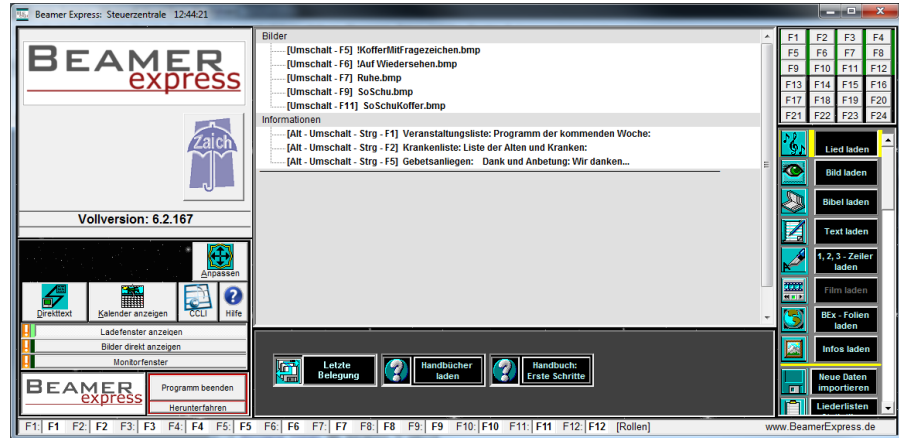 Beamer Express: Steuerzentrale 12:44:21
BEAMER
express
Zaich
Vollversion: 6.2.167
Anpassen
Direkttext
Kalender anzeigen
CCLI
Hilfe
Ladefenster anzeigen
Bilder direkt anzeigen
Monitorfenster
BEAMER
express
Programm beenden
Herunterfahren
Bilder
[Umschalt - F5] !KofferMitFragezeichen.bmp
[Umschalt - F6] !Auf Wiedersehen.bmp
[Umschalt - F7] Ruhe.bmp
[Umschalt - F9] SoSchu.bmp
[Umschalt - F11] SoSchuKoffer.bmp
Informationen
[Alt - Umschalt - Strg - F1] Veranstaltungsliste: Programm der kommenden Woche:
[Alt - Umschalt - Strg - F2] Krankenliste: Liste der Alten und Kranken:
[Alt - Umschalt - Strg - F5] Gebetsanliegen: Dank und Anbetung: Wir danken...
Letzte
Belegung
Handbücher
laden
Handbuch:
Erste Schritte
F1 F2 F3 F4
F5 F6 F7 F8
F9 F10 F11 F12
F13 F14 F15 F16
F17 F18 F19 F20
F21 F22 F23 F24
Lied laden
Bild laden
Bibel laden
Text laden
1, 2, 3 - Zeiler
laden
Film laden
BEx - Folien
laden
Infos laden
Neue Daten
importieren
Liederlisten
F1: F1 F2: F2 F3: F3 F4: F4 F5: F5 F6: F6 F7: F7 F8: F8 F9: F9 F10: F10 F11: F11 F12: F12 [Rollen] www.BeamerExpress.de